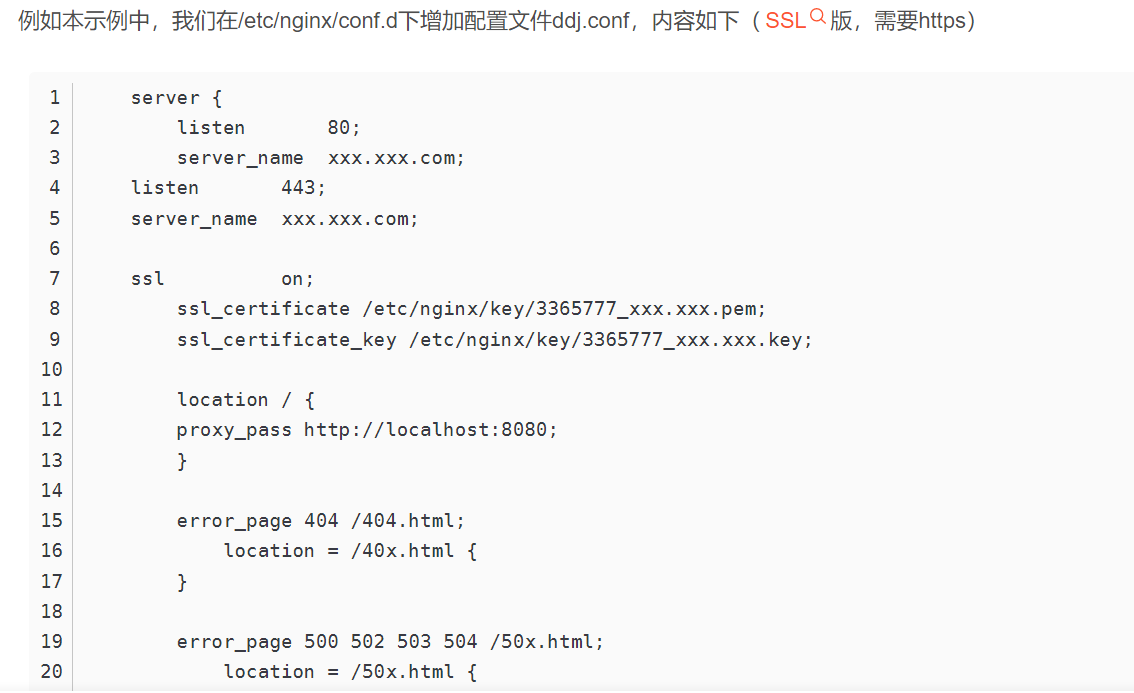 例如本示例中，我们在/etc/nginx/conf.d下增加配置文件ddj.conf，内容如下（SSL版，需要https）
1 server {
2 listen 80;
3 server_name xxx.xxx.com;
4 listen 443;
5 server_name xxx.xxx.com;
6
7 ssl on;
8 ssl_certificate /etc/nginx/key/3365777_xxx.xxx.pem;
9 ssl_certificate_key /etc/nginx/key/3365777_xxx.xxx.key;
10
11 location / {
12 proxy_pass http://localhost:8080;
13 }
14
15 error_page 404 /404.html;
16 location = /40x.html {
17 }
18
19 error_page 500 502 503 504 /50x.html;
20 location = /50x.html {